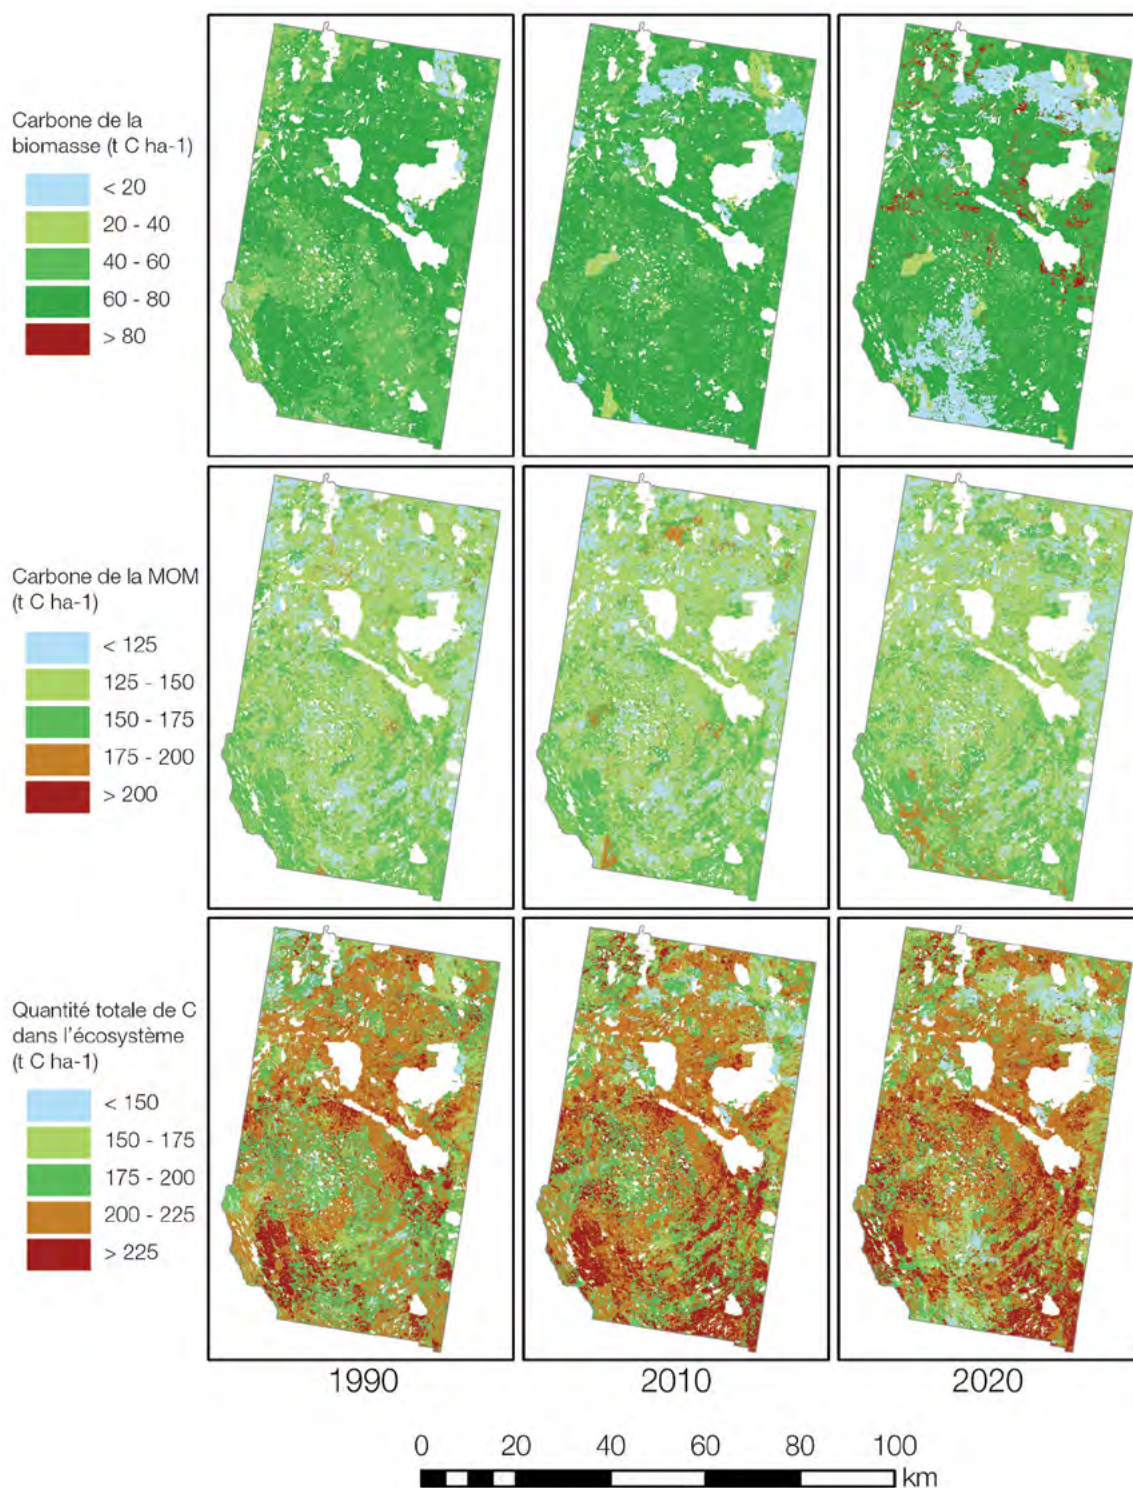 Carbone de la
biomasse (t C ha-1)
< 20
20 - 40
40 - 60
60 - 80
> 80
Carbone de la MOM
(t C ha-1)
< 125
125 - 150
150 - 175
175 - 200
> 200
Quantité totale de C
dans l'écosystème
(t C ha-1)
< 150
150 - 175
175 - 200
200 - 225
> 225
1990 2010 2020
0 20 40 60 80 100
km